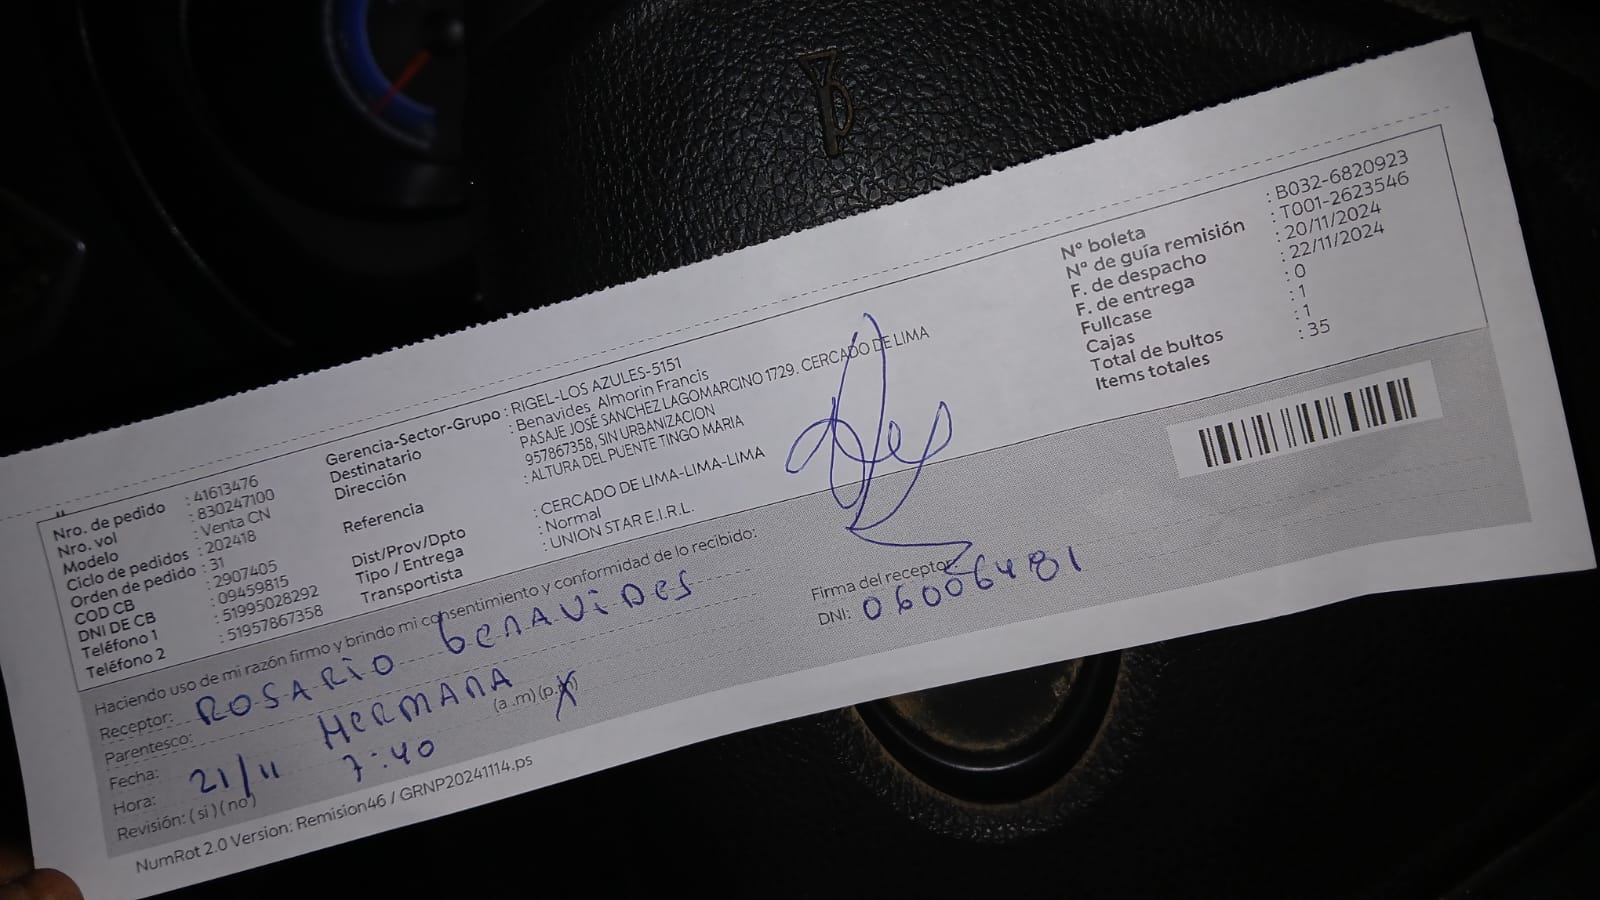 Nro. de pedido : 41613476
Nro. vol : 830247100
Modelo : Venta CN
Ciclo de pedidos : 202418
Orden de pedido : 31
COD CB : 2907405
DNI DE CB : 09459815
Teléfono 1 : 51995028292
Teléfono 2 : 51957867358
Gerencia-Sector-Grupo : RIGEL-LOS AZULES-5151
Destinatario : Benavides Almorin Francis
Dirección PASAJE JOSÉ SANCHEZ LAGOMARCINO 1729. CERCADO DE LIMA
957867358, SIN URBANIZACION
Referencia : ALTURA DEL PUENTE TINGO MARIA
Dist/Prov/Dpto : CERCADO DE LIMA-LIMA-LIMA
Tipo / Entrega : Normal
Transportista : UNION STAR E.I.R.L.
N° boleta : B032-6820923
N° de guía remisión : T001-2623546
F. de despacho : 20/11/2024
F. de entrega : 22/11/2024
Fullcase : 0
Cajas : 1
Total de bultos : 1
Items totales : 35
Haciendo uso de mi razón firmo y brindo mi consentimiento y conformidad de lo recibido:
Receptor: ROSARIO BENAVIDES
Parentesco: HERMANA
Fecha: 21/11
Hora: 7:40 (a.m)(p.m)
Revisión: (si)(no)
Firma del receptor
DNI: 06006481
NumRot 2.0 Version: Remision46 / GRNP20241114.ps